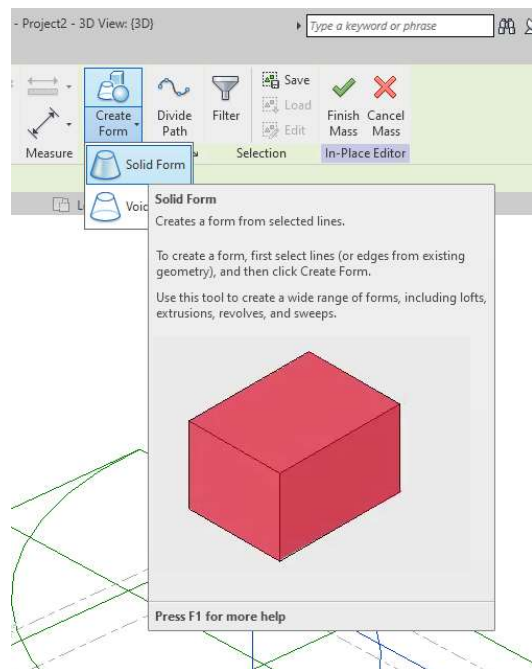 - Project2 - 3D View: {3D}
Type a keyword or phrase
Create Form
Divide Path
Filter
Save
Load
Edit
Finish Mass
Cancel Mass
Measure
Selection
In-Place Editor
Solid Form
Solid Form
Creates a form from selected lines.
To create a form, first select lines (or edges from existing
geometry), and then click Create Form.
Use this tool to create a wide range of forms, including lofts,
extrusions, revolves, and sweeps.
Press F1 for more help